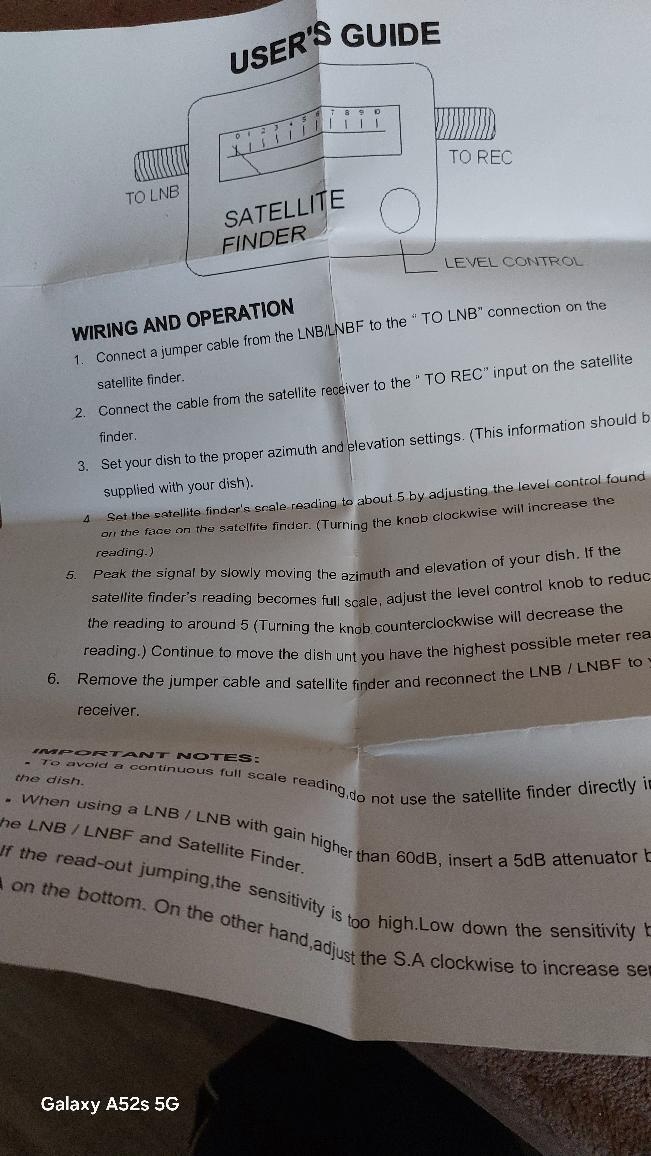 USER'S GUIDE
0 1 2 3 4 5 6 7 8 9 10
TO REC
TO LNB
SATELLITE
FINDER
LEVEL CONTROL
WIRING AND OPERATION
1. Connect a jumper cable from the LNB/LNBF to the " TO LNB" connection on the
satellite finder.
2. Connect the cable from the satellite receiver to the " TO REC" input on the satellite
finder.
3. Set your dish to the proper azimuth and elevation settings. (This information should b
supplied with your dish).
4 Set the satellite finder's scale reading to about 5 by adjusting the level control found
on the face on the satellite finder. (Turning the knob clockwise will increase the
reading.)
5. Peak the signal by slowly moving the azimuth and elevation of your dish. If the
satellite finder's reading becomes full scale, adjust the level control knob to reduc
the reading to around 5 (Turning the knob counterclockwise will decrease the
reading.) Continue to move the dish unt you have the highest possible meter rea
6. Remove the jumper cable and satellite finder and reconnect the LNB / LNBF to
receiver.
IMPORTANT NOTES:
• To avoid a continuous full scale reading,do not use the satellite finder directly i
the dish.
• When using a LNB / LNB with gain higher than 60dB, insert a 5dB attenuator b
he LNB / LNBF and Satellite Finder.
If the read-out jumping,the sensitivity is too high.Low down the sensitivity b
on the bottom. On the other hand,adjust the S.A clockwise to increase se
Galaxy A52s 5G